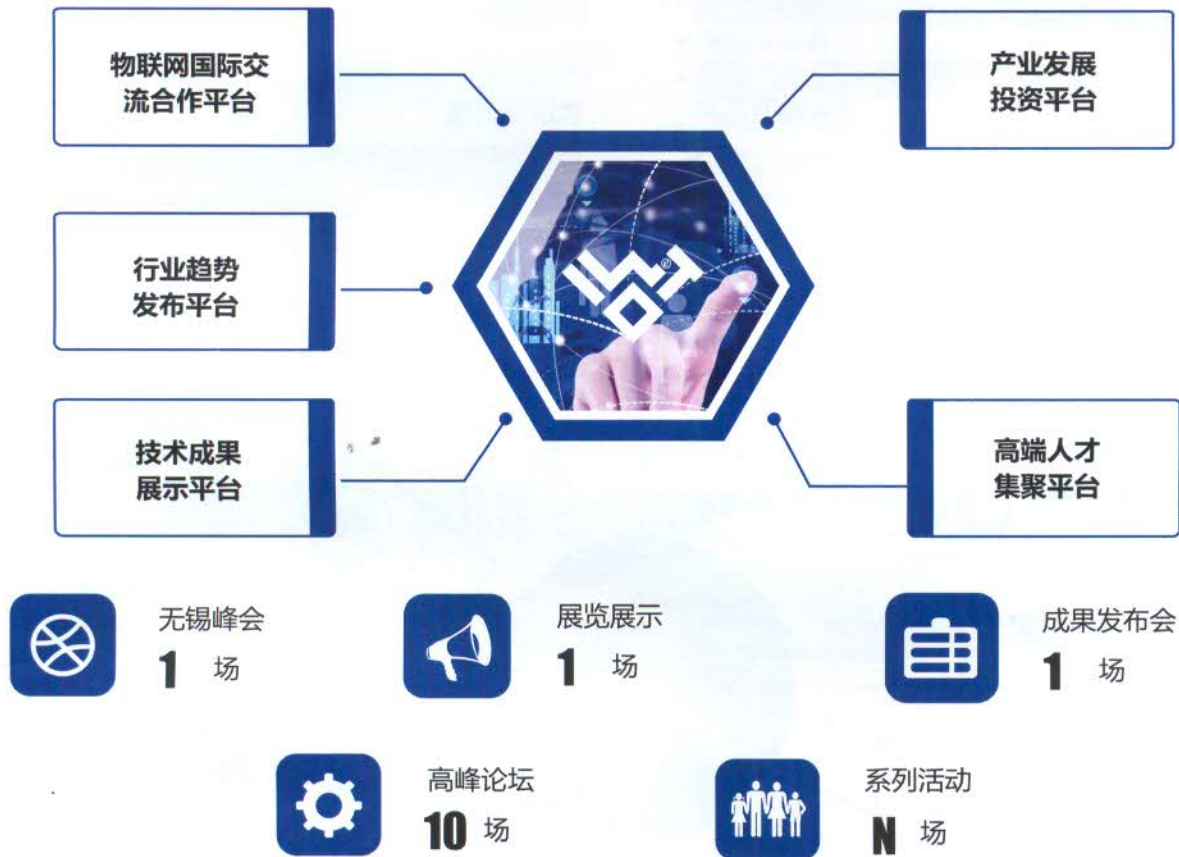 物联网国际交
流合作平台
产业发展
投资平台
行业趋势
发布平台
技术成果
展示平台
高端人才
集聚平台
无锡峰会
1 场
展览展示
1 场
成果发布会
1 场
高峰论坛
10 场
系列活动
N 场